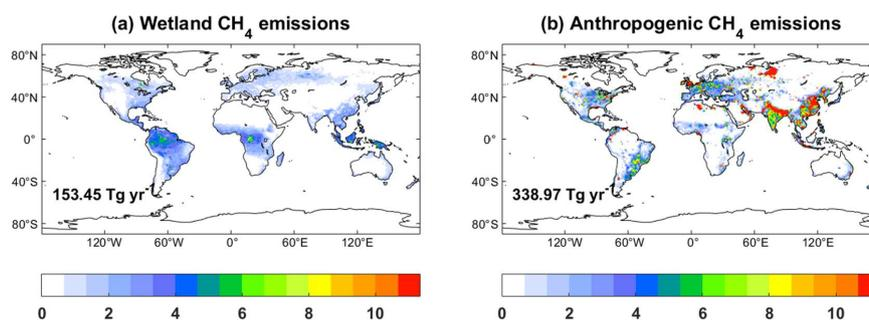 (a) Wetland CH4 emissions
(b) Anthropogenic CH4 emissions
80°N
40°N
0°
40°S
80°S
153.45 Tg yr-
120°W 60°W 0° 60°E 120°E
0 2 4 6 8 10
80°N
40°N
0°
40°S
80°S
338.97 Tg yr-
120°W 60°W 0° 60°E 120°E
0 2 4 6 8 10